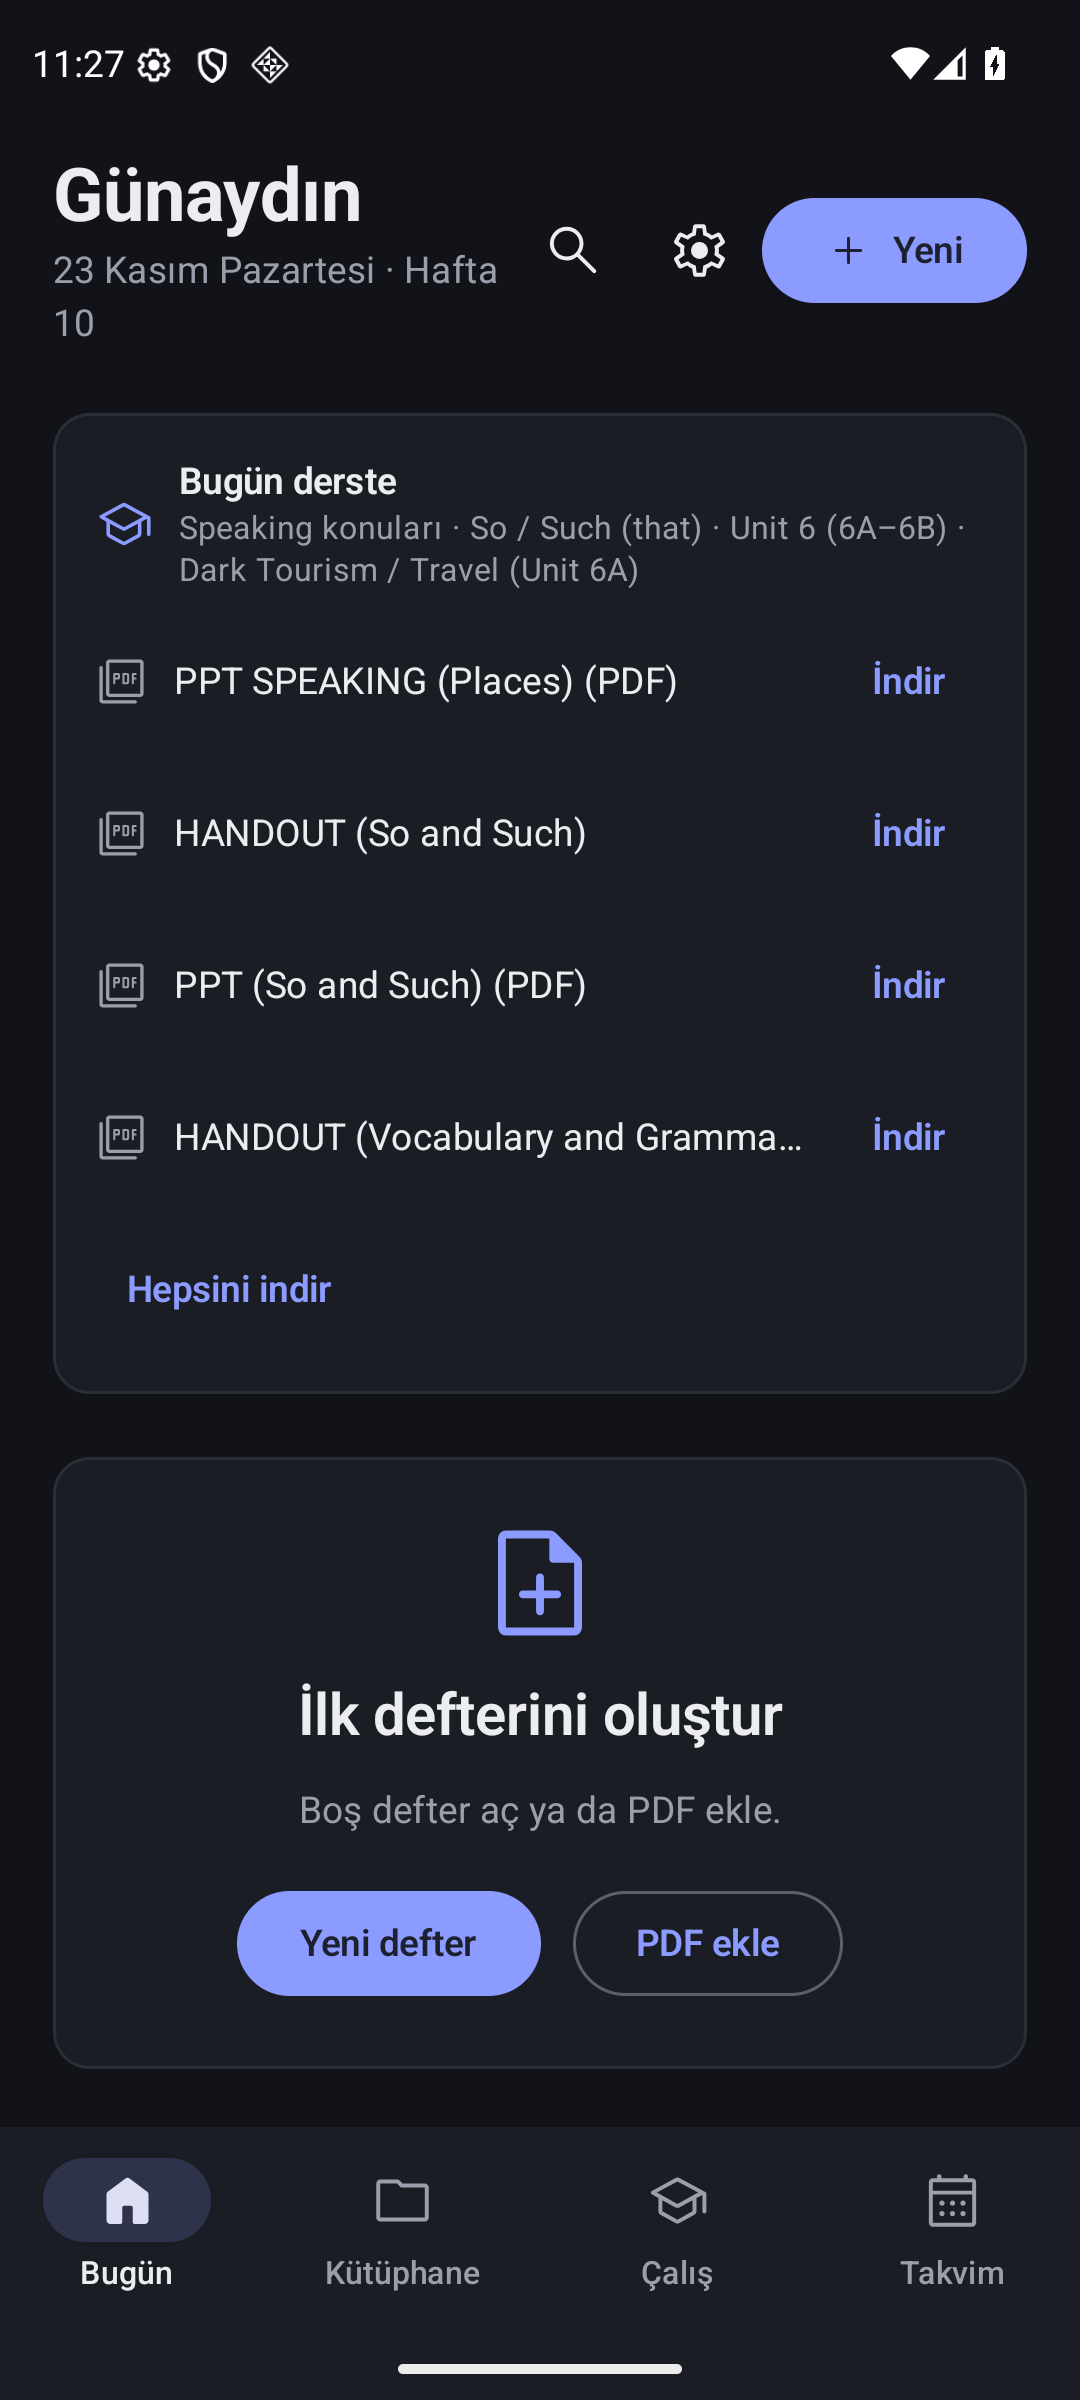 11:27
Günaydın
23 Kasım Pazartesi · Hafta
10
Yeni
Bugün derste
Speaking konuları · So / Such (that) · Unit 6 (6A–6B) ·
Dark Tourism / Travel (Unit 6A)
PDF PPT SPEAKING (Places) (PDF) İndir
PDF HANDOUT (So and Such) İndir
PDF PPT (So and Such) (PDF) İndir
PDF HANDOUT (Vocabulary and Gramma... İndir
Hepsini indir
İlk defterini oluştur
Boş defter aç ya da PDF ekle.
Yeni defter PDF ekle
Bugün Kütüphane Çalış Takvim